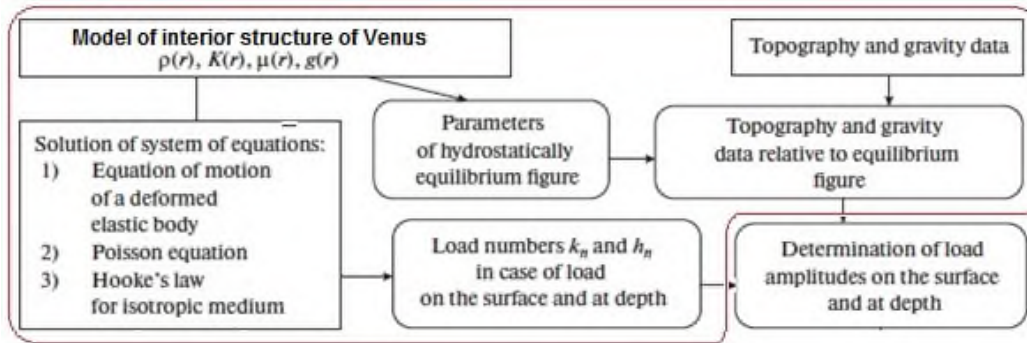 Model of interior structure of Venus
ρ(r), K(r), μ(r), g(r)
Topography and gravity data
Solution of system of equations:
1) Equation of motion
of a deformed
elastic body
2) Poisson equation
3) Hooke's law
for isotropic medium
Parameters
of hydrostatically
equilibrium figure
Topography and gravity
data relative to equilibrium
figure
Load numbers kₙ and hₙ
in case of load
on the surface and at depth
Determination of load
amplitudes on the surface
and at depth